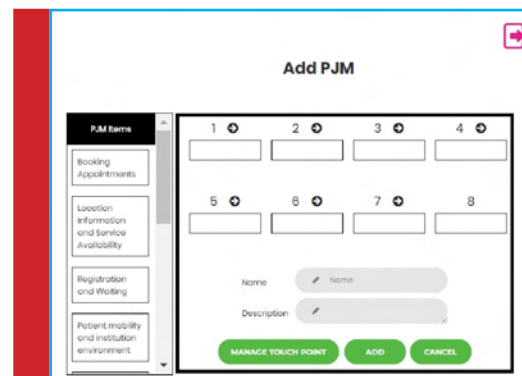 Add PJM
PJM Items
Booking
Appointments
Location
Information
and Service
Availability
Registration
and Waiting
Patient mobility
and institution
environment
1 2 3 4
5 6 7 8
Name Name
Description
MANAGE TOUCH POINT ADD CANCEL